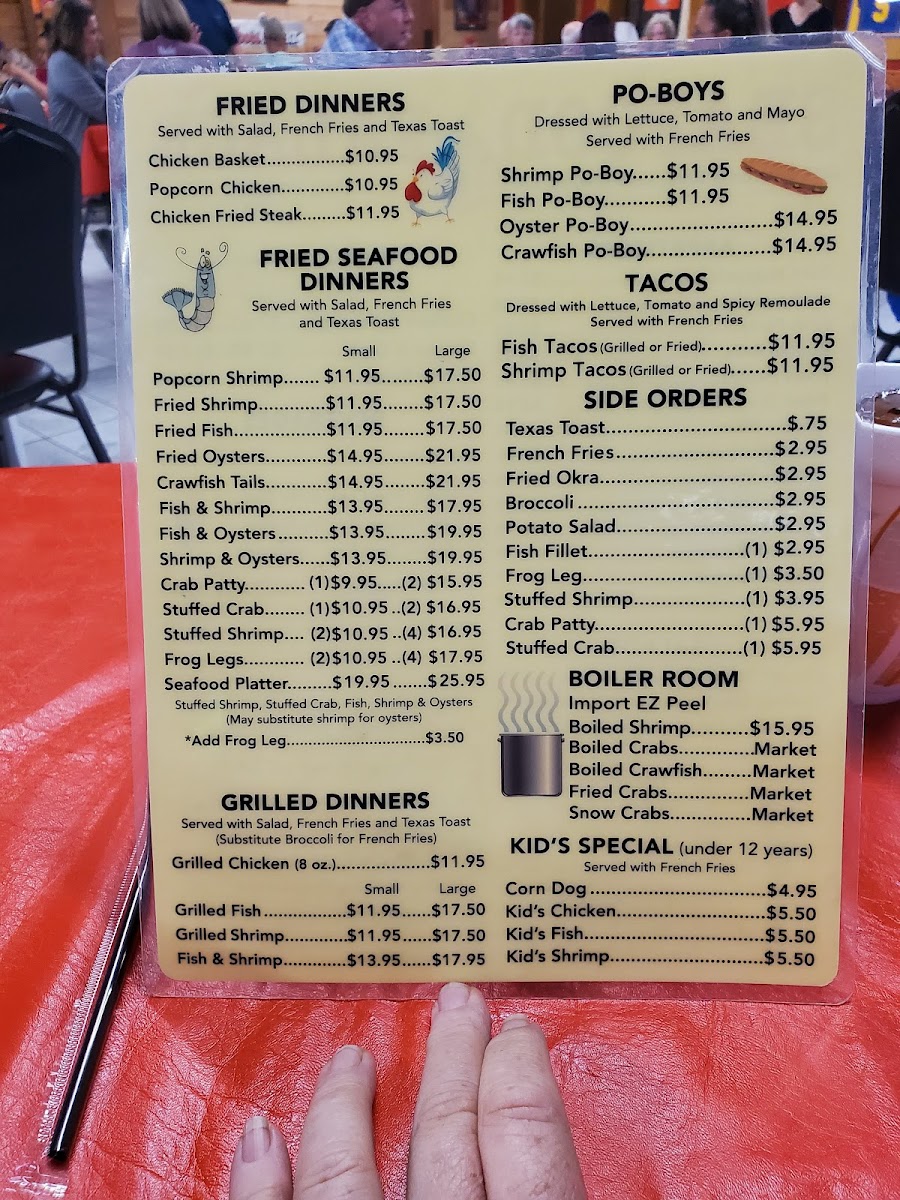 FRIED DINNERS
Served with Salad, French Fries and Texas Toast
Chicken Basket...............$10.95
Popcorn Chicken............$10.95
Chicken Fried Steak........$11.95
FRIED SEAFOOD
DINNERS
Served with Salad, French Fries
and Texas Toast
Small Large
Popcorn Shrimp....... $11.95........$17.50
Fried Shrimp..............$11.95........$17.50
Fried Fish...................$11.95........$17.50
Fried Oysters............$14.95........$21.95
Crawfish Tails............$14.95........$21.95
Fish & Shrimp...........$13.95........$17.95
Fish & Oysters..........$13.95........$19.95
Shrimp & Oysters......$13.95........$19.95
Crab Patty............ (1)$9.95.....(2) $15.95
Stuffed Crab........ (1)$10.95 ..(2) $16.95
Stuffed Shrimp.... (2)$10.95 ..(4) $16.95
Frog Legs............ (2)$10.95 ..(4) $17.95
Seafood Platter.........$19.95.......$25.95
Stuffed Shrimp, Stuffed Crab, Fish, Shrimp & Oysters
(May substitute shrimp for oysters)
*Add Frog Leg.................................$3.50
GRILLED DINNERS
Served with Salad, French Fries and Texas Toast
(Substitute Broccoli for French Fries)
Grilled Chicken (8 oz.)...................$11.95
Small Large
Grilled Fish.................$11.95......$17.50
Grilled Shrimp............$11.95......$17.50
Fish & Shrimp.............$13.95......$17.95
PO-BOYS
Dressed with Lettuce, Tomato and Mayo
Served with French Fries
Shrimp Po-Boy......$11.95
Fish Po-Boy...........$11.95
Oyster Po-Boy.........................$14.95
Crawfish Po-Boy......................$14.95
TACOS
Dressed with Lettuce, Tomato and Spicy Remoulade
Served with French Fries
Fish Tacos (Grilled or Fried)...........$11.95
Shrimp Tacos (Grilled or Fried)......$11.95
SIDE ORDERS
Texas Toast.................................$.75
French Fries.............................$2.95
Fried Okra................................$2.95
Broccoli....................................$2.95
Potato Salad.............................$2.95
Fish Fillet............................(1) $2.95
Frog Leg.............................(1) $3.50
Stuffed Shrimp....................(1) $3.95
Crab Patty...........................(1) $5.95
Stuffed Crab........................(1) $5.95
BOILER ROOM
Import EZ Peel
Boiled Shrimp..........$15.95
Boiled Crabs.............Market
Boiled Crawfish.........Market
Fried Crabs...............Market
Snow Crabs..............Market
KID'S SPECIAL (under 12 years)
Served with French Fries
Corn Dog................................$4.95
Kid's Chicken...........................$5.50
Kid's Fish.................................$5.50
Kid's Shrimp............................$5.50